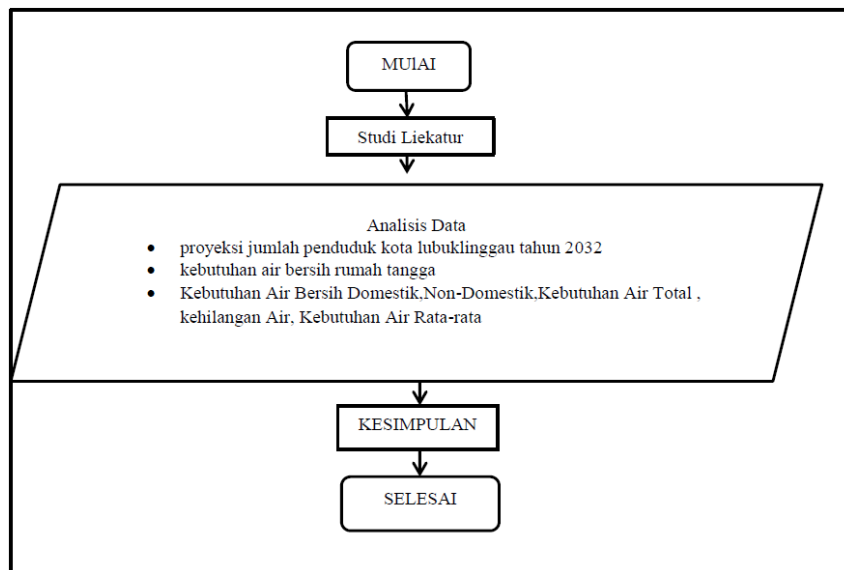 MUlAI
Studi Liekatur
Analisis Data
• proyeksi jumlah penduduk kota lubuklinggau tahun 2032
• kebutuhan air bersih rumah tangga
• Kebutuhan Air Bersih Domestik,Non-Domestik,Kebutuhan Air Total ,
kehilangan Air, Kebutuhan Air Rata-rata
KESIMPULAN
SELESAI